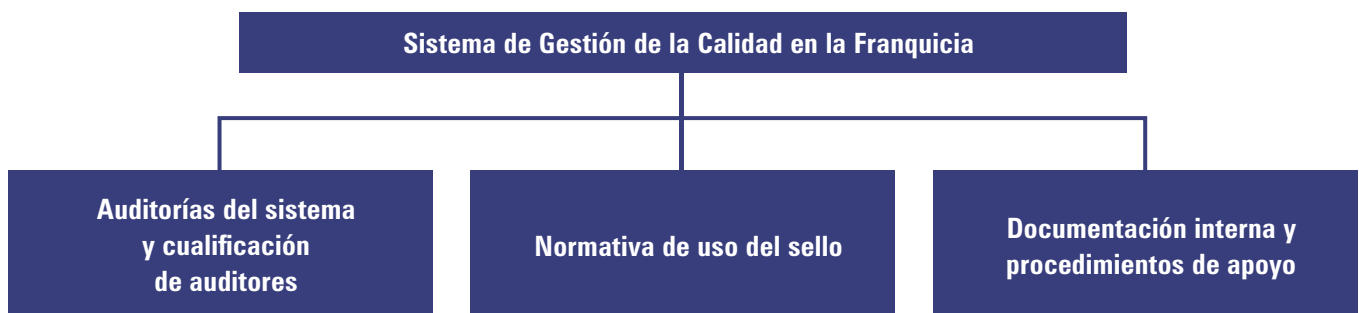 Sistema de Gestión de la Calidad en la Franquicia
Auditorías del sistema
y cualificación
de auditores
Normativa de uso del sello
Documentación interna y
procedimientos de apoyo